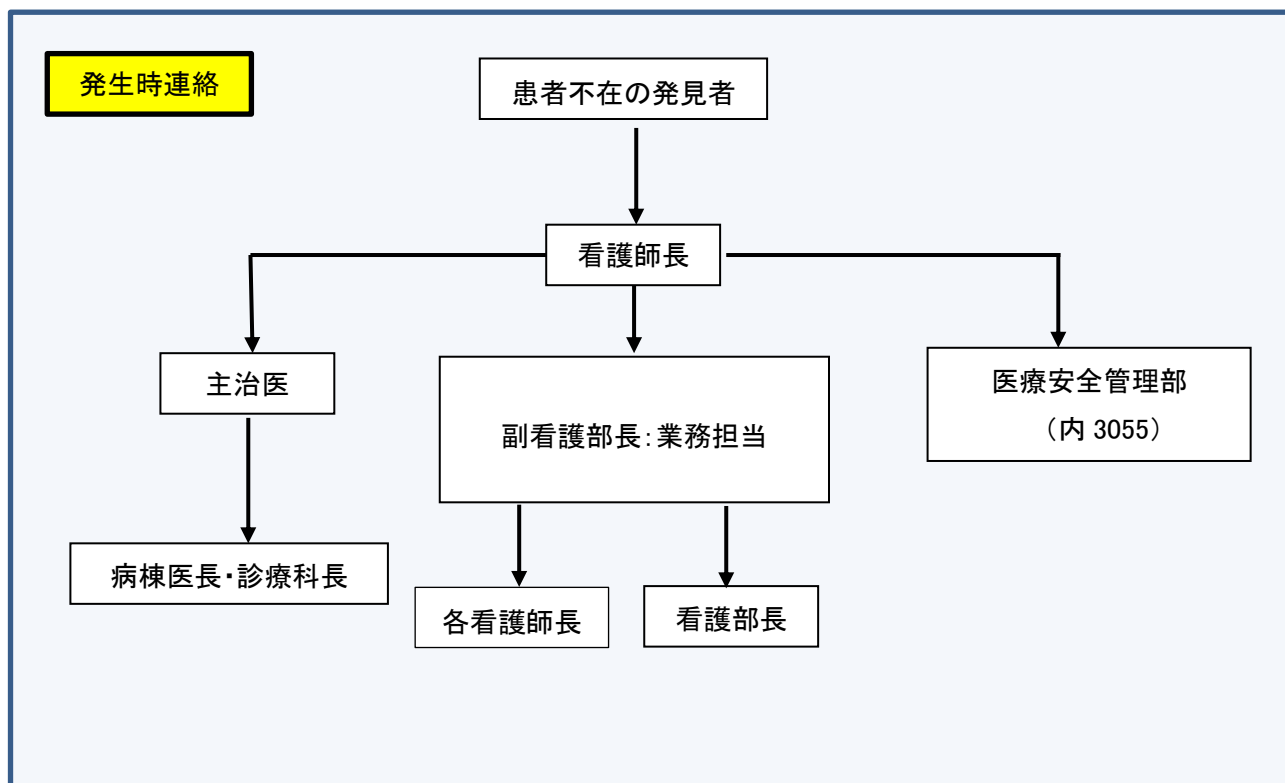 発生時連絡
患者不在の発見者
看護師長
主治医
副看護部長：業務担当
医療安全管理部
（内 3055）
病棟医長・診療科長
各看護師長
看護部長